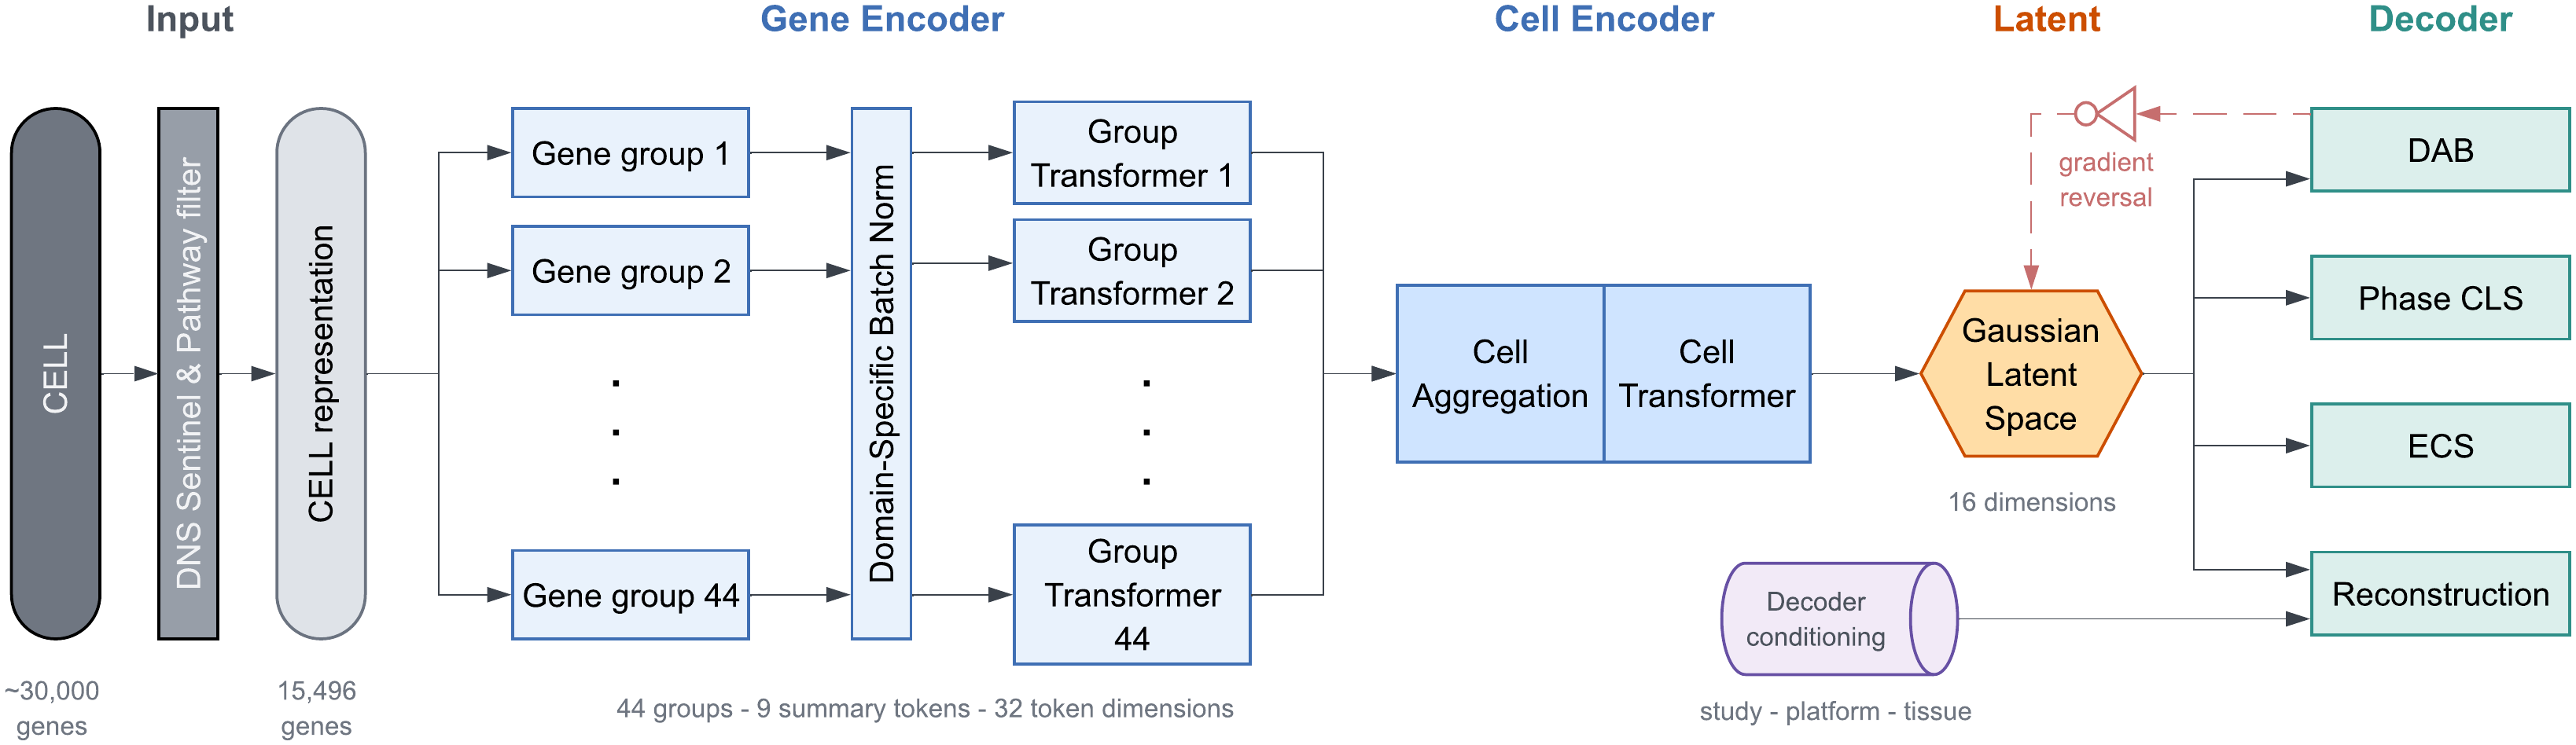 Input
Gene Encoder
Cell Encoder
Latent
Decoder
CELL
~30,000
genes
DNS Sentinel & Pathway filter
CELL representation
15,496
genes
Gene group 1
Gene group 2
.
.
.
Gene group 44
Domain-Specific Batch Norm
Group
Transformer 1
Group
Transformer 2
.
.
.
Group
Transformer
44
44 groups - 9 summary tokens - 32 token dimensions
Cell
Aggregation
Cell
Transformer
gradient
reversal
Gaussian
Latent
Space
16 dimensions
Decoder
conditioning
study - platform - tissue
DAB
Phase CLS
ECS
Reconstruction